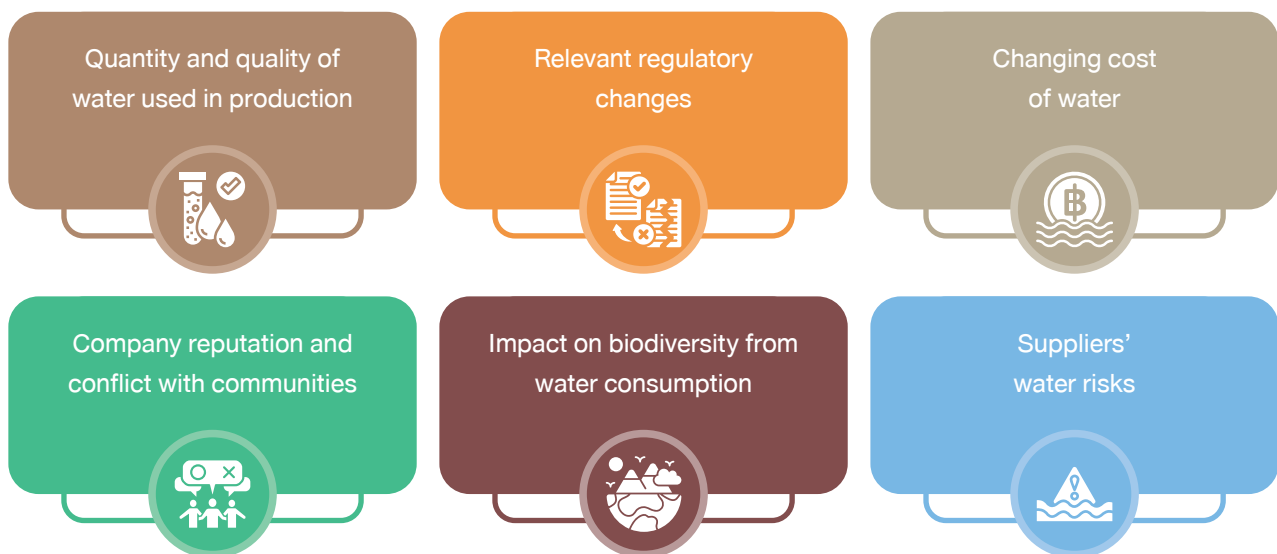 Quantity and quality of
water used in production
Relevant regulatory
changes
Changing cost
of water
฿
Company reputation and
conflict with communities
Impact on biodiversity from
water consumption
Suppliers’
water risks